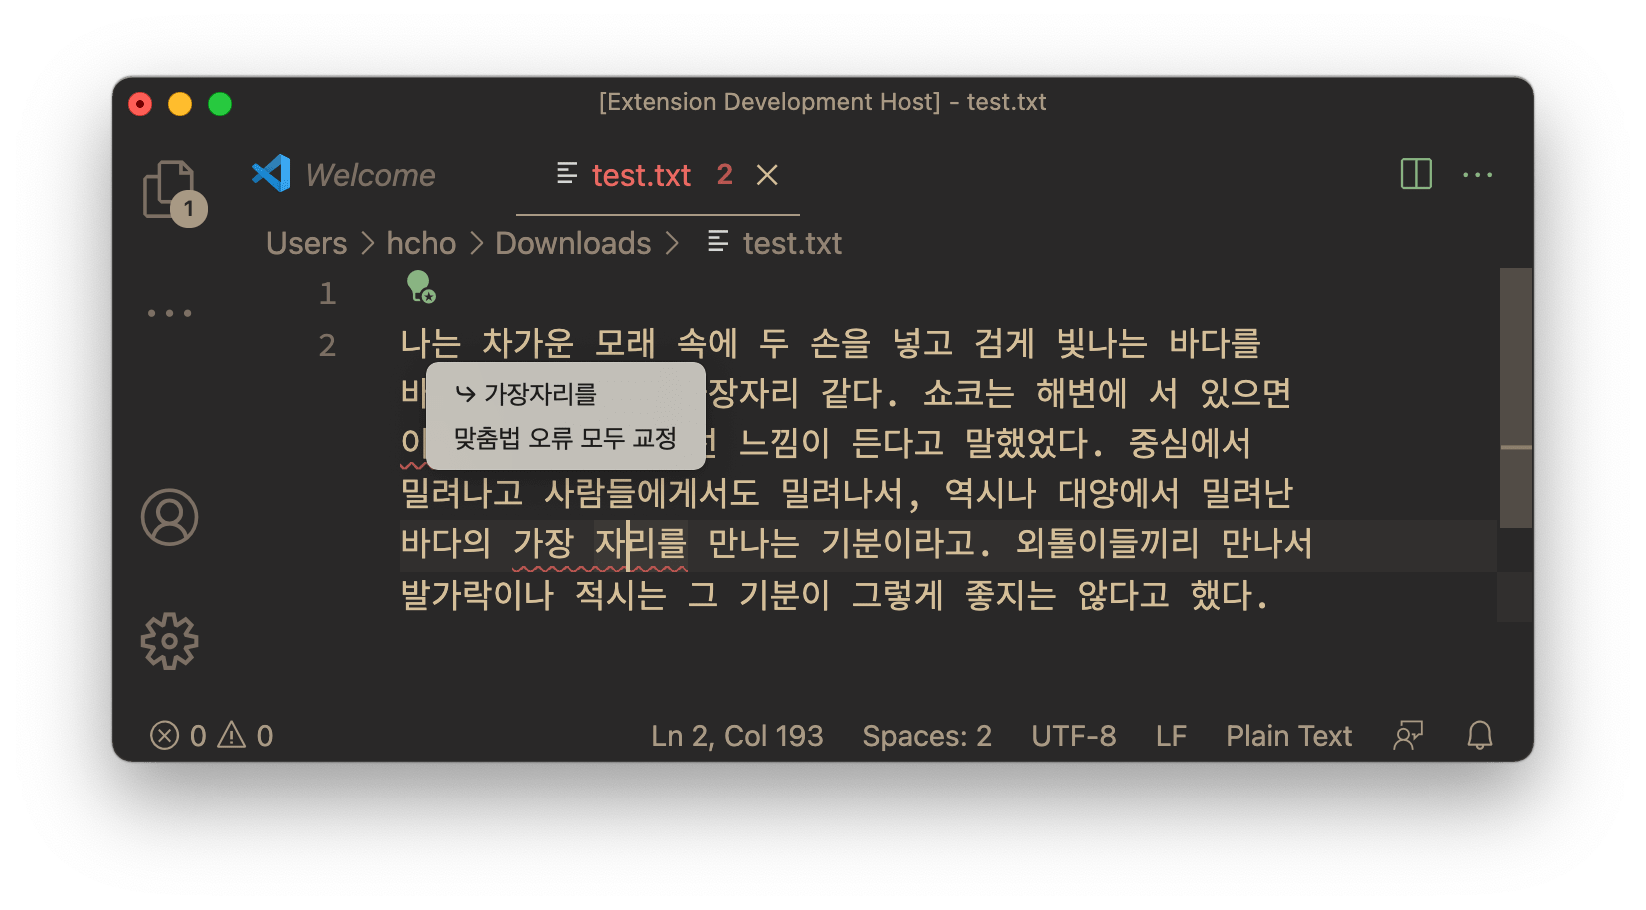 [Extension Development Host] - test.txt
1
Welcome
test.txt 2
Users > hcho > Downloads > test.txt
1
2
나는 차가운 모래 속에 두 손을 넣고 검게 빛나는 바다를
장자리 같다. 쇼코는 해변에 서 있으면
↪ 가장자리를
느낌이 든다고 말했었다. 중심에서
맞춤법 오류 모두 교정
밀려나고 사람들에게서도 밀려나서, 역시나 대양에서 밀려난
바다의 가장 자리를 만나는 기분이라고. 외톨이들끼리 만나서
발가락이나 적시는 그 기분이 그렇게 좋지는 않다고 했다.
0 0 Ln 2, Col 193 Spaces: 2 UTF-8 LF Plain Text